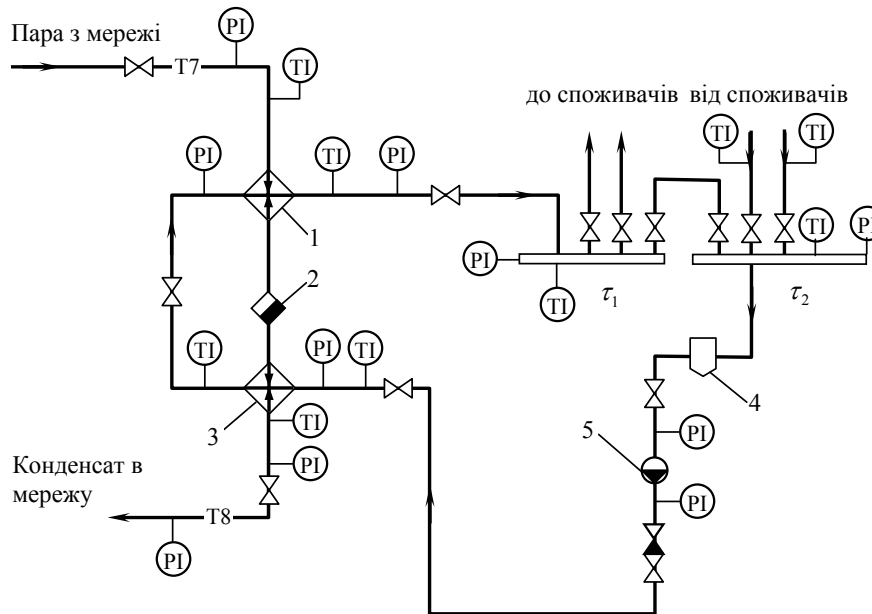 Пара з мережі
PI
T7
TI
до споживачів від споживачів
TI
TI
PI
TI
PI
1
TI
PI
PI
TI
τ1
τ2
2
TI
PI
TI
3
TI
4
5
PI
Конденсат в
мережу
PI
PI
T8
PI